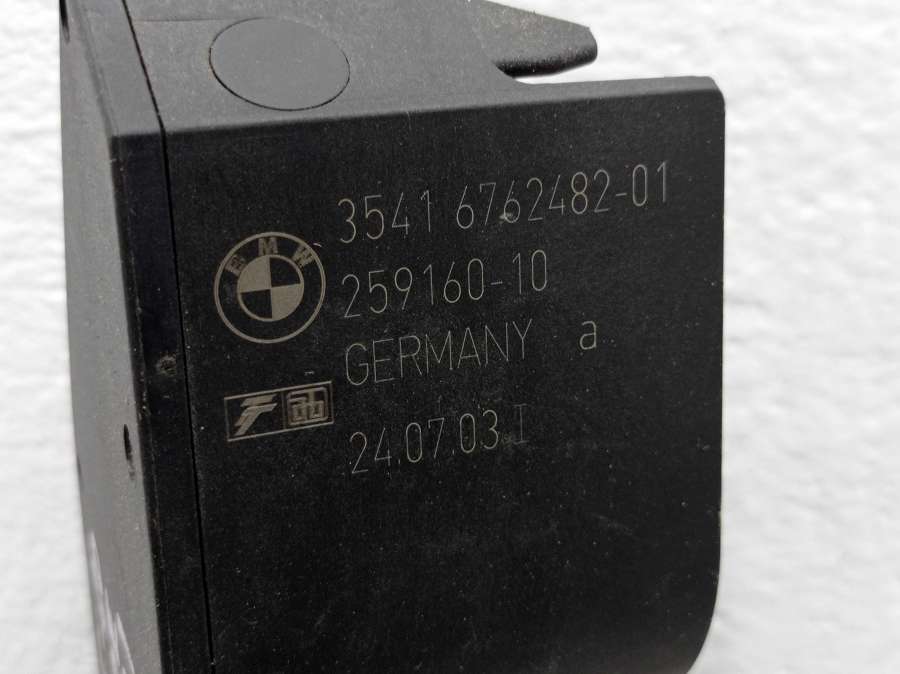 3541 6762482-01
BMW
259160-10
GERMANY a
24.07.03 I